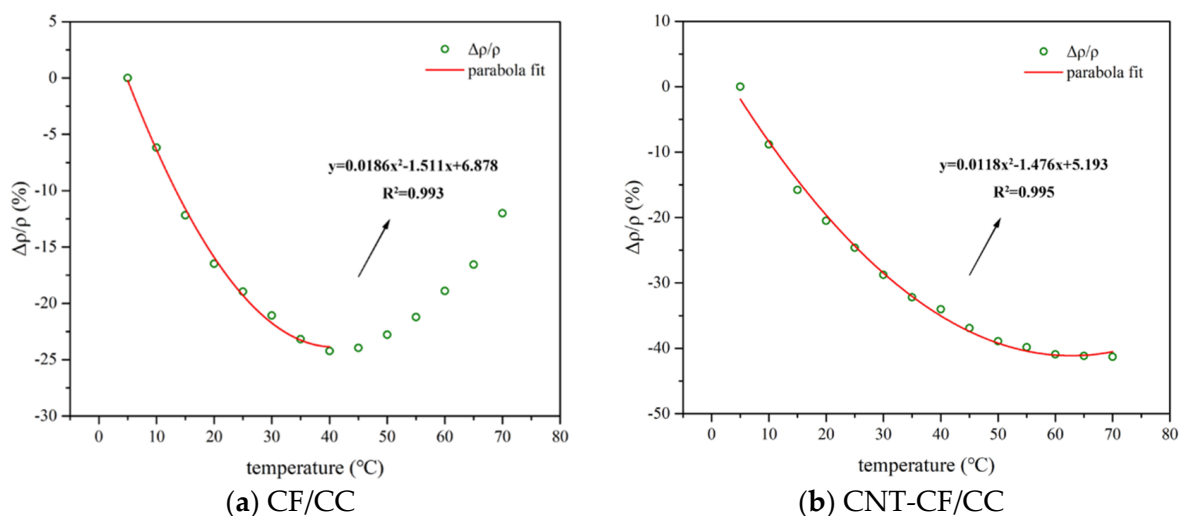 5
0
-5
-10
-15
-20
-25
-30
Δρ/ρ (%)
0 10 20 30 40 50 60 70 80
temperature (℃)
Δρ/ρ
parabola fit
y=0.0186x²-1.511x+6.878
R²=0.993
(a) CF/CC
10
0
-10
-20
-30
-40
-50
Δρ/ρ (%)
0 10 20 30 40 50 60 70 80
temperature (℃)
Δρ/ρ
parabola fit
y=0.0118x²-1.476x+5.193
R²=0.995
(b) CNT-CF/CC